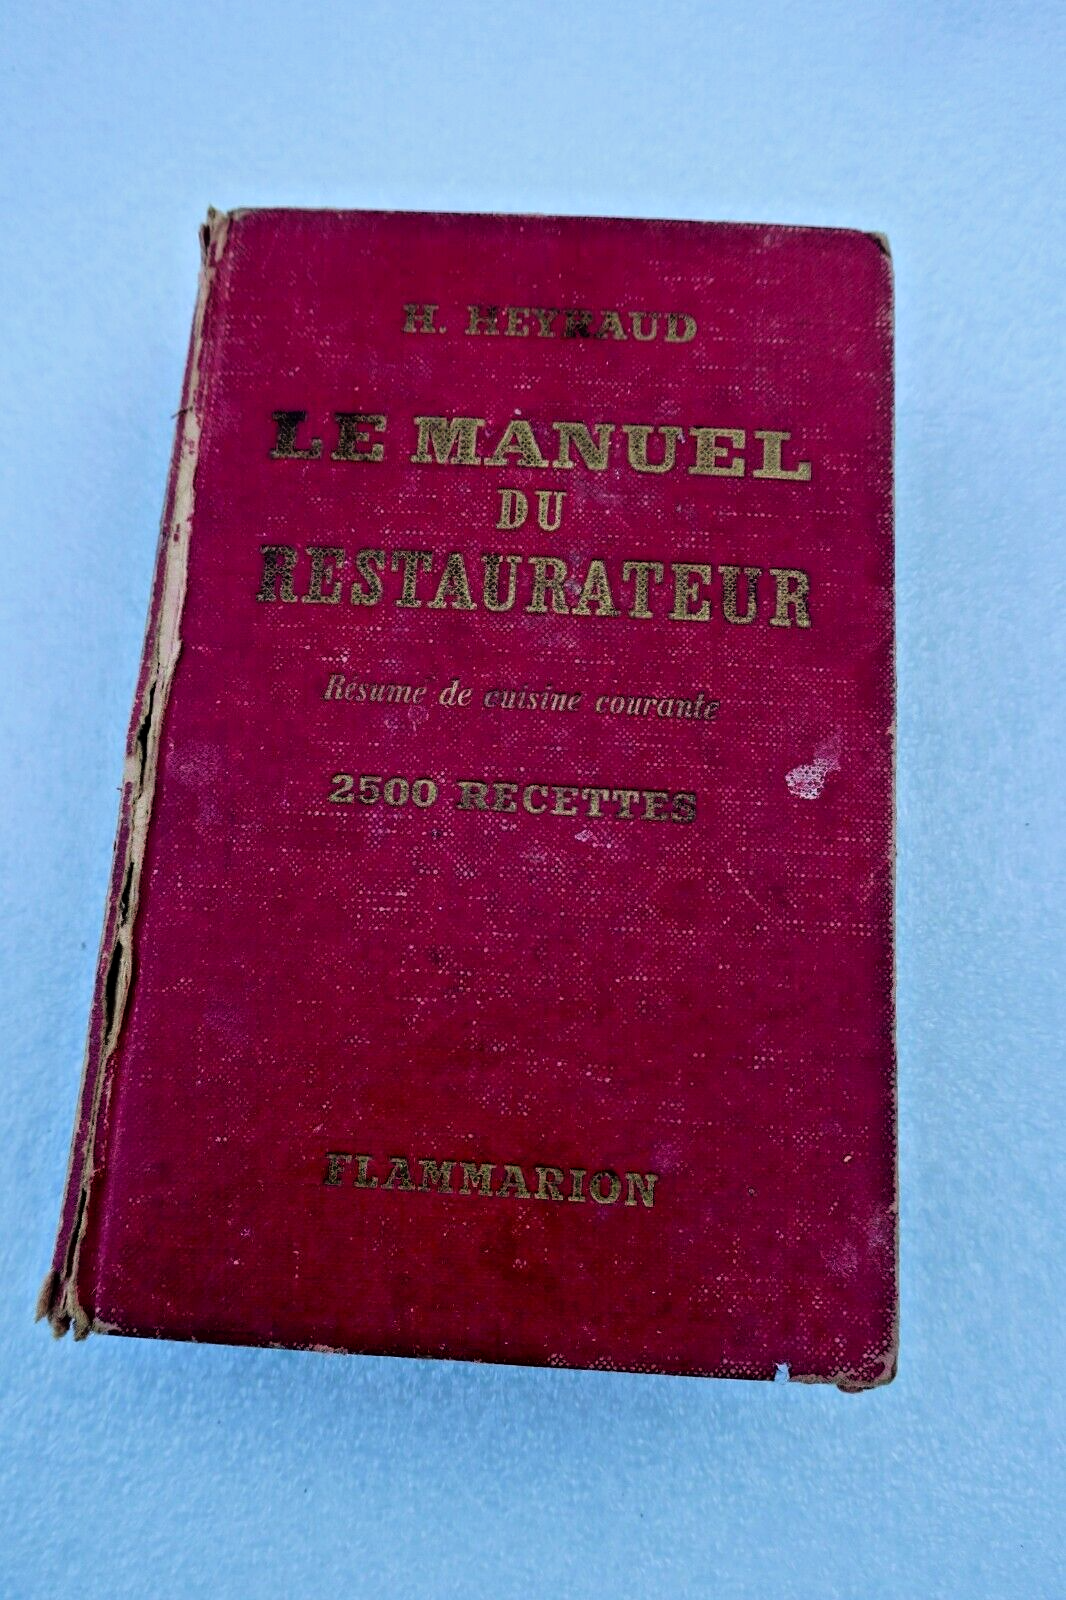 H. HEYRAUD
LE MANUEL
DU
RESTAURATEUR
Résumé de cuisine courante
2500 RECETTES
FLAMMARION